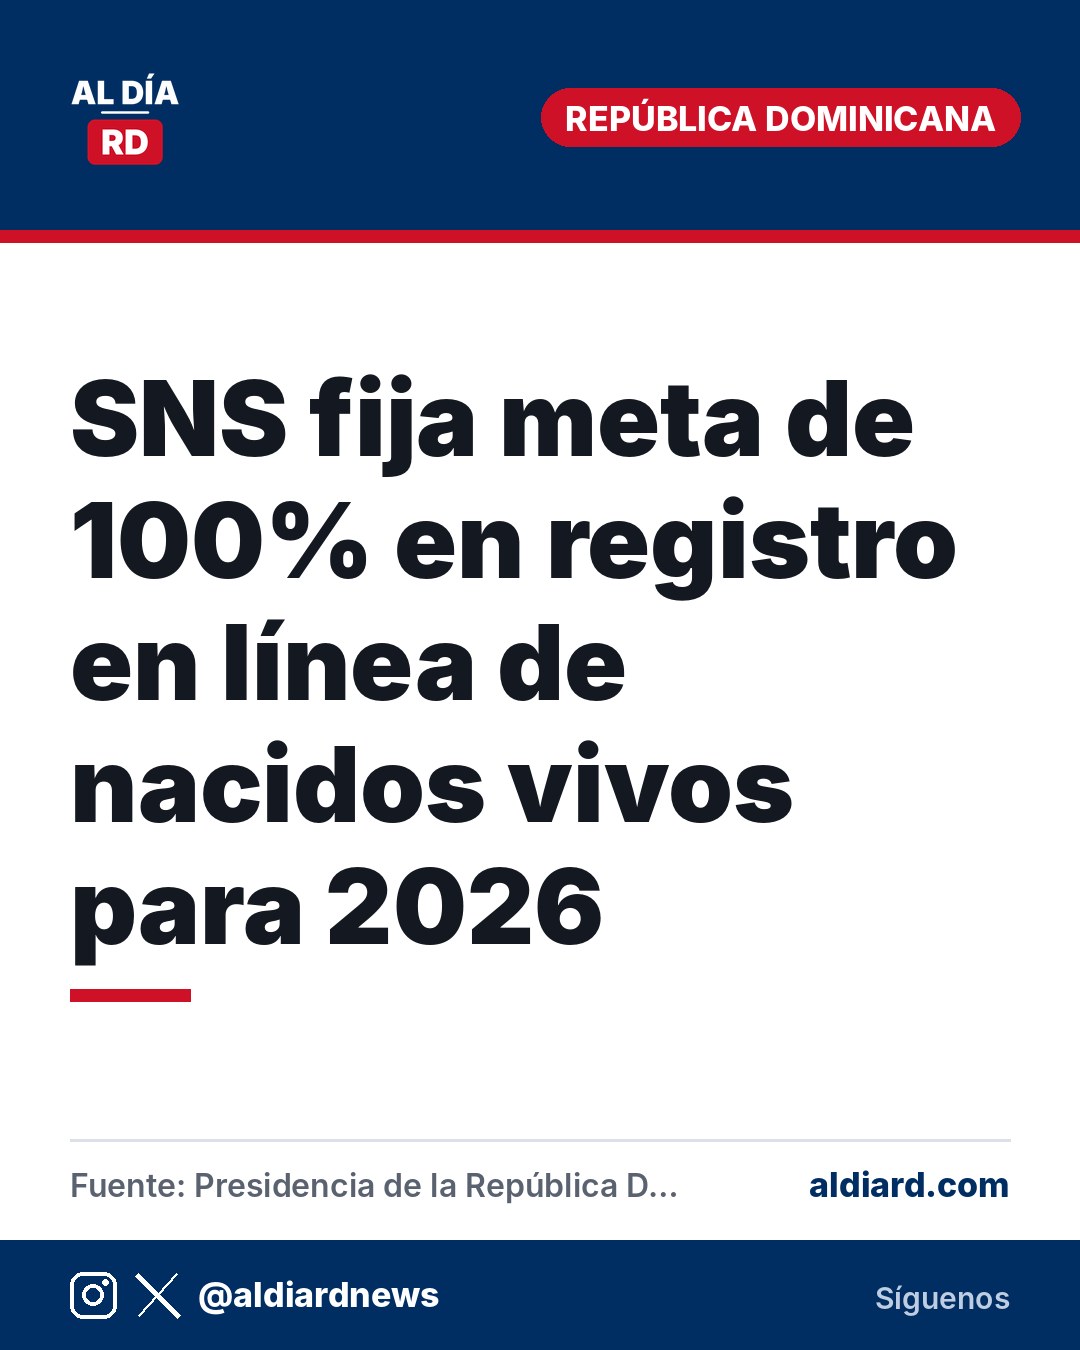 AL DÍA
RD
REPÚBLICA DOMINICANA
SNS fija meta de
100% en registro
en línea de
nacidos vivos
para 2026
Fuente: Presidencia de la República D...
aldiard.com
@aldiardnews
Síguenos